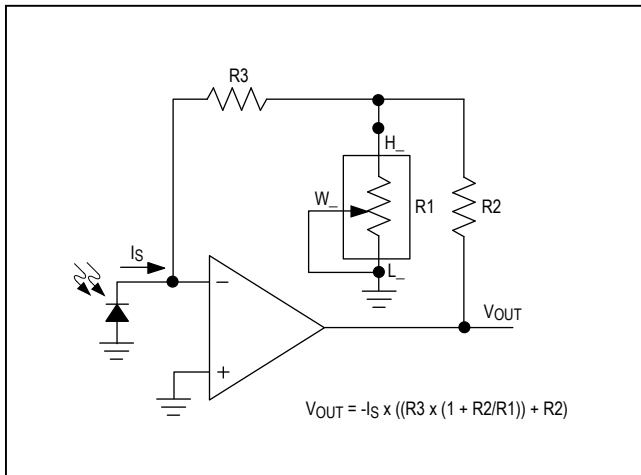 R3
H_
W_
R1
R2
L_
IS
−
+
VOUT
VOUT = -IS x ((R3 x (1 + R2/R1)) + R2)